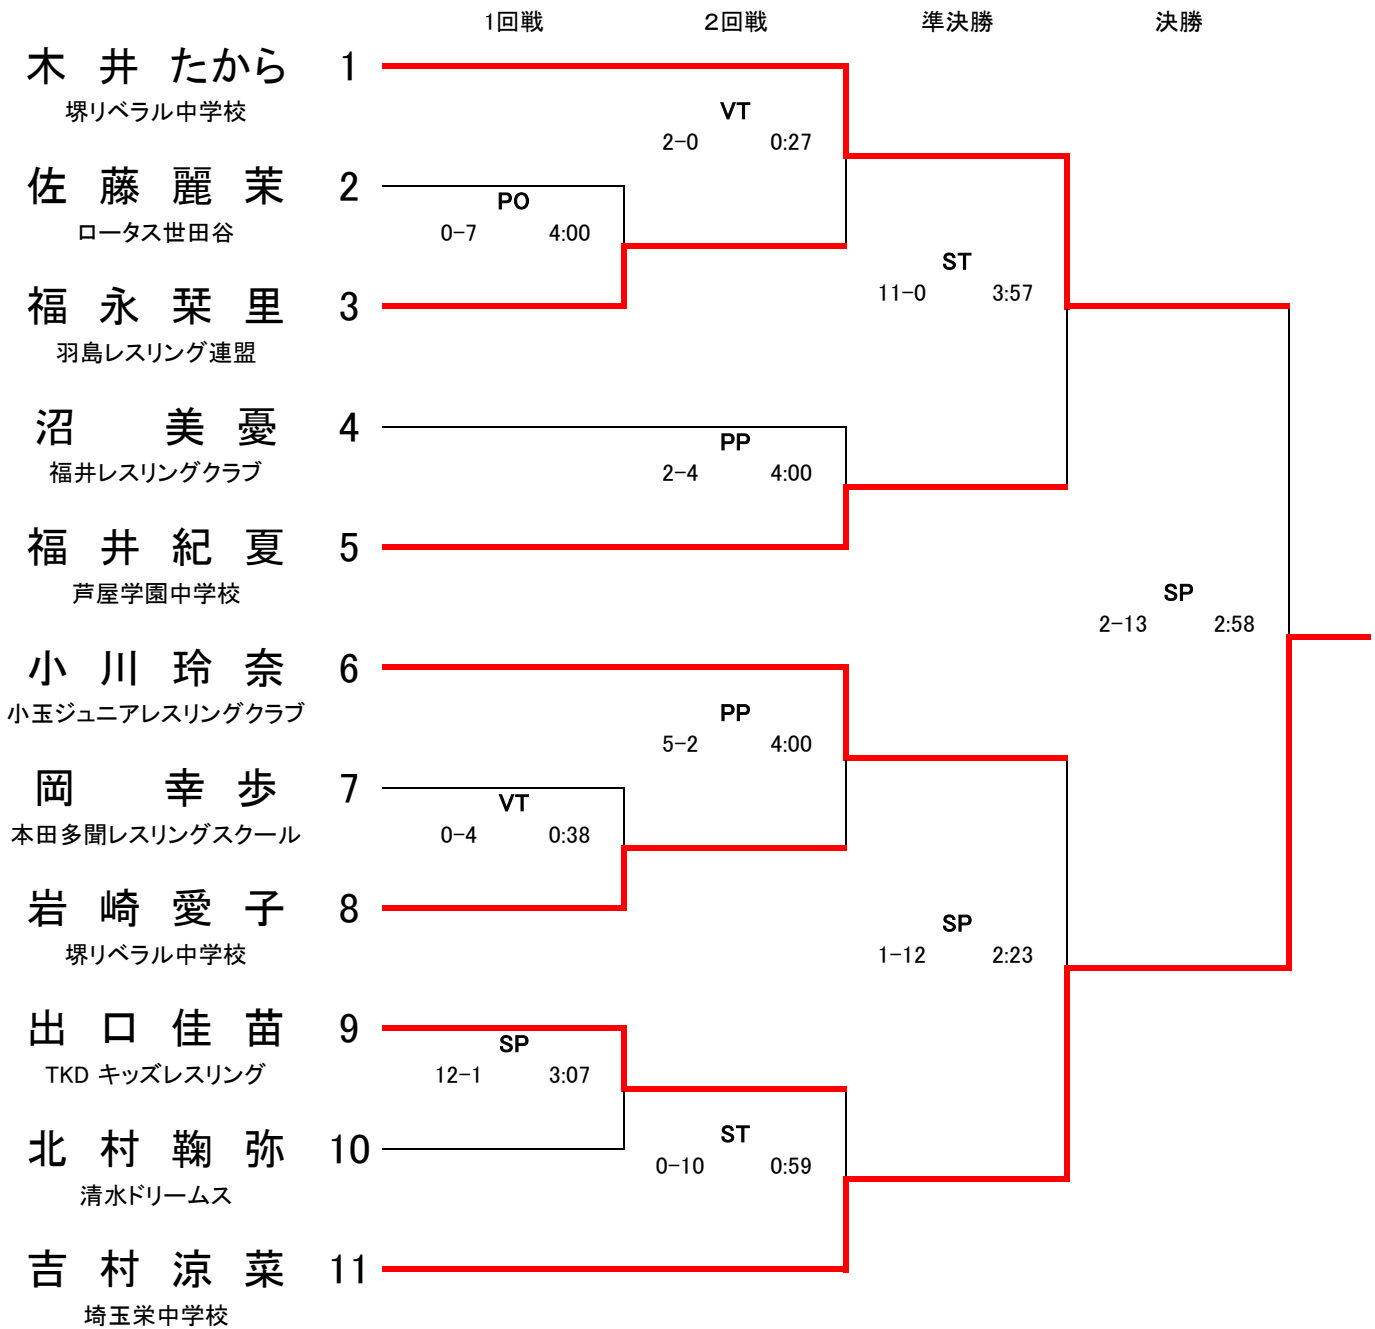 1回戦 2回戦 準決勝 決勝
木 井 たから 1
堺リベラル中学校
VT
2-0 0:27
佐 藤 麗 茉 2
ロータス世田谷
PO
0-7 4:00
福 永 栞 里 3
羽島レスリング連盟
ST
11-0 3:57
沼 美 憂 4
福井レスリングクラブ
PP
2-4 4:00
福 井 紀 夏 5
芦屋学園中学校
SP
2-13 2:58
小 川 玲 奈 6
小玉ジュニアレスリングクラブ
PP
5-2 4:00
岡 幸 歩 7
本田多聞レスリングスクール
VT
0-4 0:38
岩 崎 愛 子 8
堺リベラル中学校
SP
1-12 2:23
出 口 佳 苗 9
TKD キッズレスリング
SP
12-1 3:07
北 村 鞠 弥 10
清水ドリームス
ST
0-10 0:59
吉 村 涼 菜 11
埼玉栄中学校